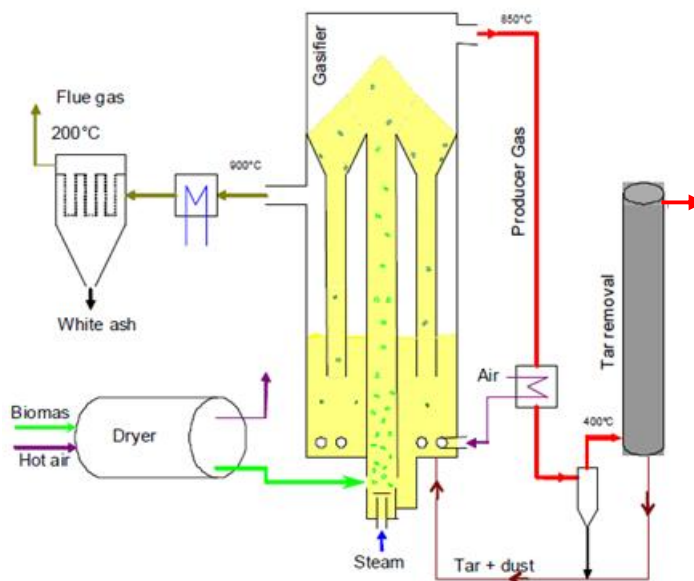 850°C
Gasifier
Flue gas
200°C
900°C
Producer Gas
Tar removal
White ash
Air
Biomas
Dryer
400°C
Hot air
Steam
Tar + dust